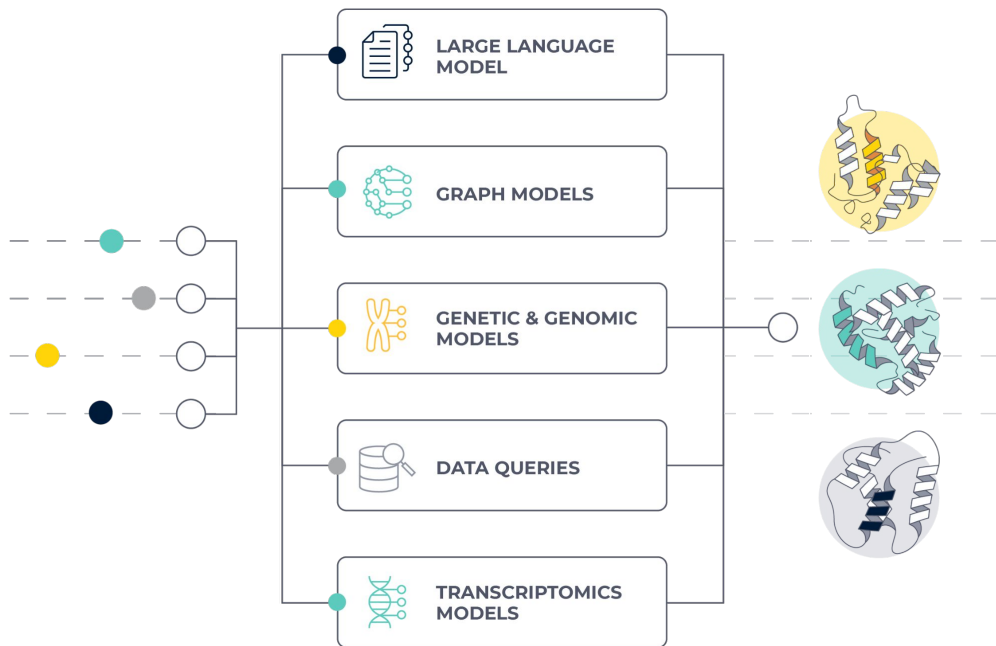 LARGE LANGUAGE
MODEL
GRAPH MODELS
GENETIC & GENOMIC
MODELS
DATA QUERIES
TRANSCRIPTOMICS
MODELS